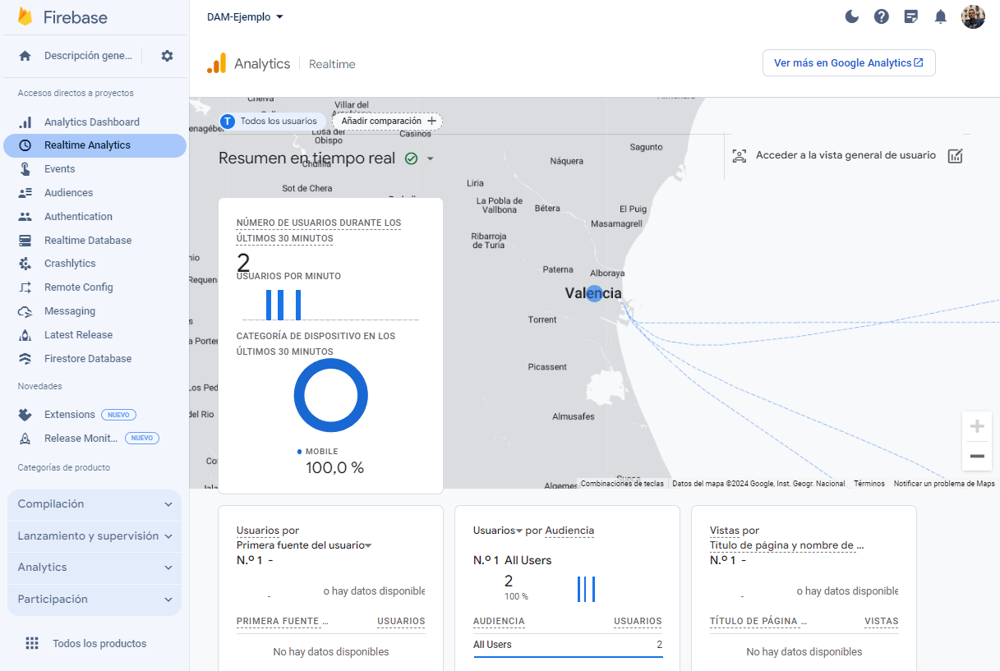 Firebase
DAM-Ejemplo
Descripción gene...
Analytics
Realtime
Ver más en Google Analytics
Accesos directos a proyectos
Analytics Dashboard
Realtime Analytics
Events
Audiences
Authentication
Realtime Database
Crashlytics
Remote Config
Messaging
Latest Release
Firestore Database
Novedades
Extensions NUEVO
Release Monit... NUEVO
Categorías de producto
Compilación
Lanzamiento y supervisión
Analytics
Participación
Todos los productos
T Todos los usuarios
Añadir comparación
Resumen en tiempo real
Acceder a la vista general de usuario
Chelva
Villar del
Losa del
Obispo
Casinos
Chulilla
Sot de Chera
Náquera
Sagunto
Liria
La Pobla de
Vallbona
Bétera
El Puig
Masamagrell
Ribarroja
de Turia
Paterna
Alboraya
Valencia
Torrent
Picassent
Almusafes
NÚMERO DE USUARIOS DURANTE LOS
ÚLTIMOS 30 MINUTOS
2
USUARIOS POR MINUTO
CATEGORÍA DE DISPOSITIVO EN LOS
ÚLTIMOS 30 MINUTOS
MOBILE
100,0 %
Combinaciones de teclas
Datos del mapa ©2024 Google, Inst. Geogr. Nacional
Términos
Notificar un problema de Maps
Usuarios por
Primera fuente del usuario
N.º 1 -
-
o hay datos disponible
PRIMERA FUENTE ...
USUARIOS
No hay datos disponibles
Usuarios por Audiencia
N.º 1 All Users
2
100 %
AUDIENCIA
USUARIOS
All Users
2
Vistas por
Título de página y nombre de ...
N.º 1 -
-
o hay datos disponible
TÍTULO DE PÁGINA ...
VISTAS
No hay datos disponibles